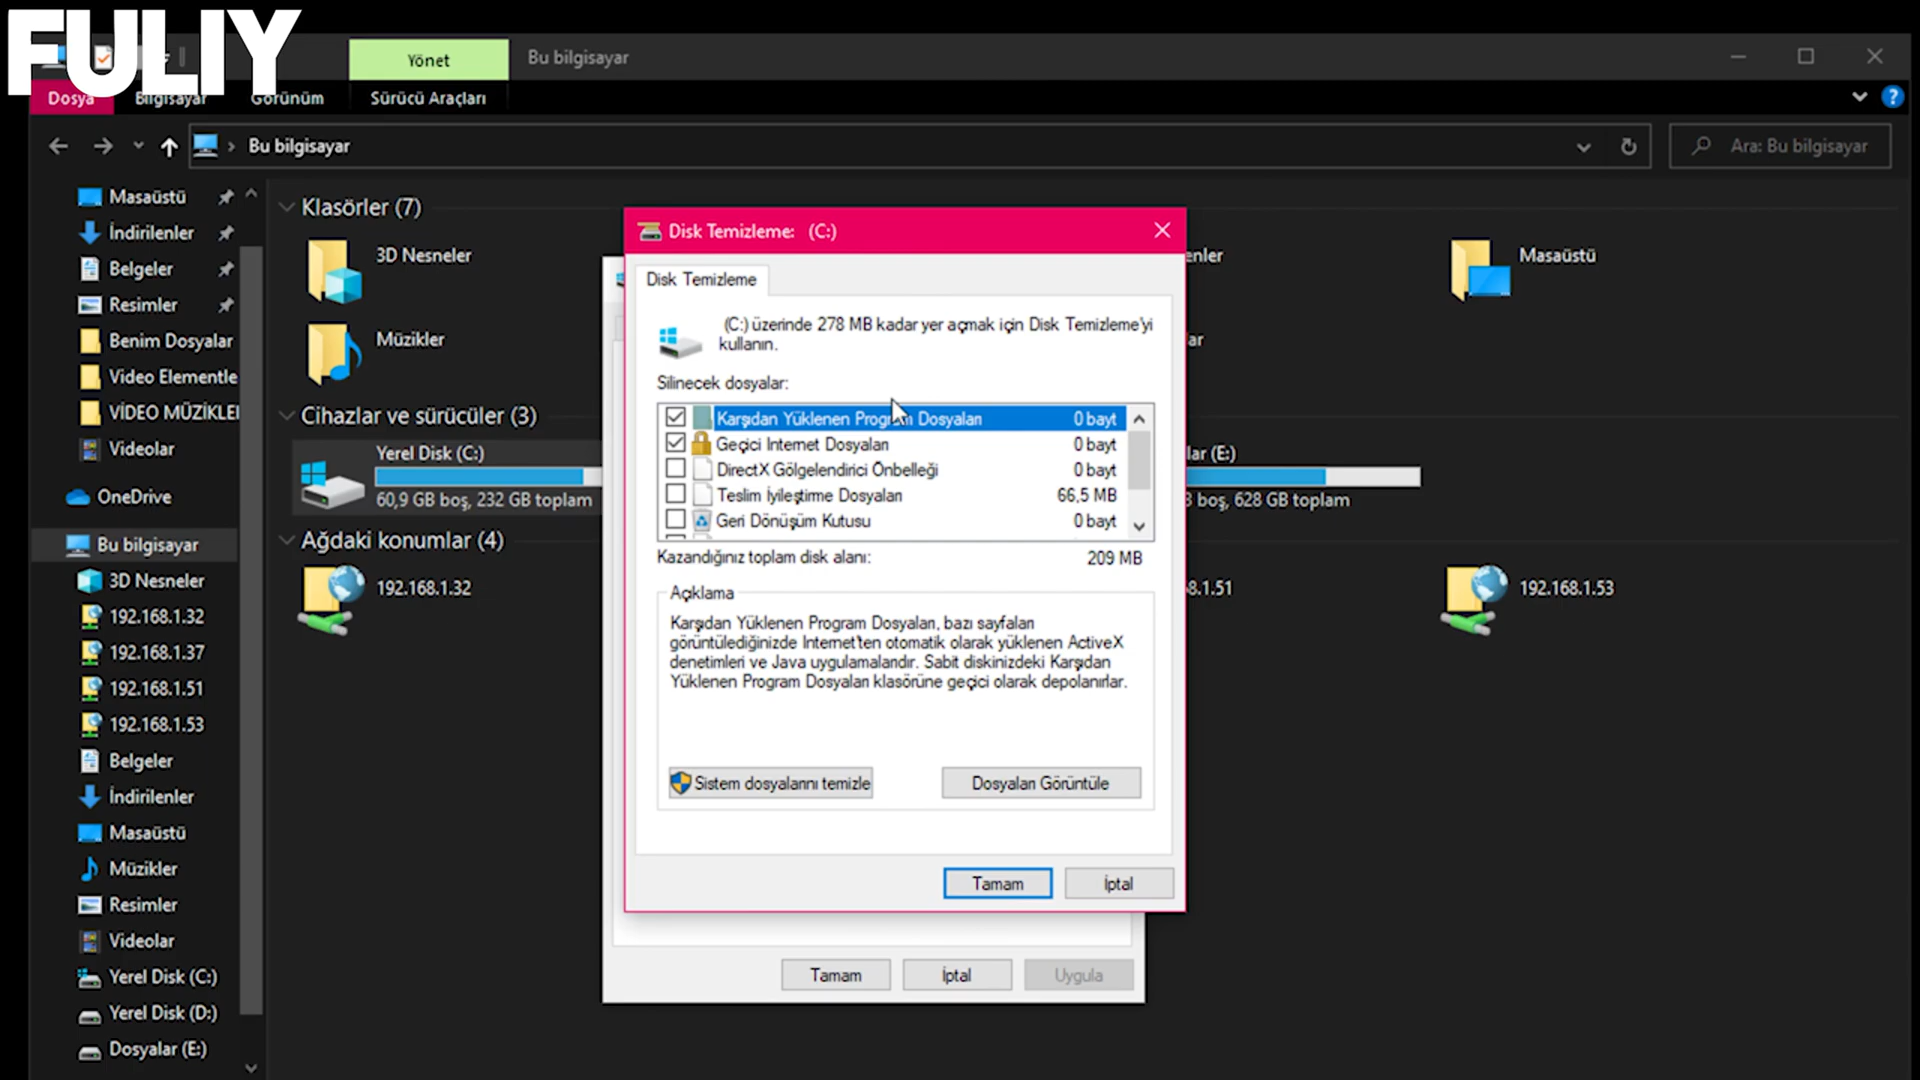 FULIY
Yönet
Bu bilgisayar
Dosya
Bilgisayar
Görünüm
Sürücü Araçları
Bu bilgisayar
Ara: Bu bilgisayar
Masaüstü
İndirilenler
Belgeler
Resimler
Benim Dosyalar
Video Elementle
VİDEO MÜZİKLEI
Videolar
OneDrive
Bu bilgisayar
3D Nesneler
192.168.1.32
192.168.1.37
192.168.1.51
192.168.1.53
Belgeler
İndirilenler
Masaüstü
Müzikler
Resimler
Videolar
Yerel Disk (C:)
Yerel Disk (D:)
Dosyalar (E:)
Klasörler (7)
3D Nesneler
enler
Masaüstü
Müzikler
ar
Cihazlar ve sürücüler (3)
Yerel Disk (C:)
60,9 GB boş, 232 GB toplam
lar (E:)
boş, 628 GB toplam
Ağdaki konumlar (4)
192.168.1.32
8.1.51
192.168.1.53
Disk Temizleme: (C:)
Disk Temizleme
(C:) üzerinde 278 MB kadar yer açmak için Disk Temizleme'yi
kullanın.
Silinecek dosyalar:
Karşıdan Yüklenen Program Dosyaları 0 bayt
Geçici Internet Dosyaları 0 bayt
DirectX Gölgelendirici Önbelleği 0 bayt
Teslim İyileştirme Dosyaları 66,5 MB
Geri Dönüşüm Kutusu 0 bayt
Kazandığınız toplam disk alanı: 209 MB
Açıklama
Karşıdan Yüklenen Program Dosyaları, bazı sayfaları
görüntülediğinizde Internet'ten otomatik olarak yüklenen ActiveX
denetimleri ve Java uygulamalarıdır. Sabit diskinizdeki Karşıdan
Yüklenen Program Dosyaları klasörüne geçici olarak depolanırlar.
Sistem dosyalarını temizle
Dosyaları Görüntüle
Tamam
İptal
Tamam
İptal
Uygula